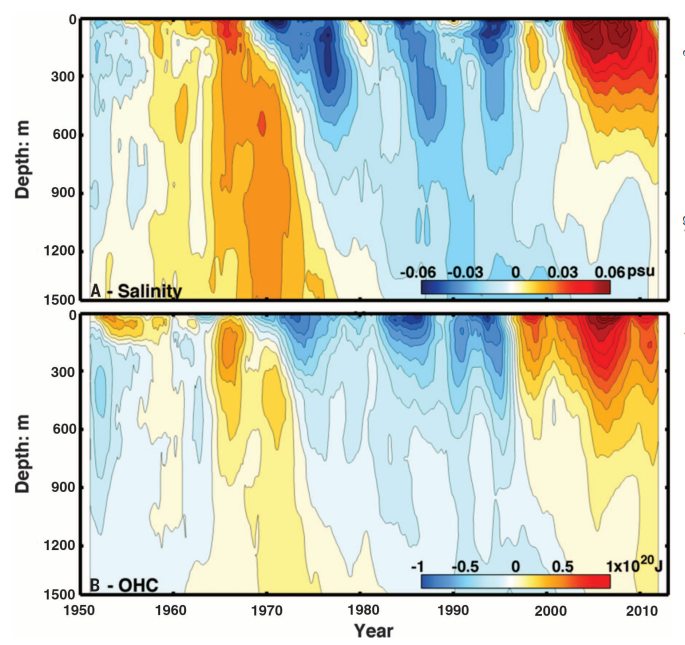 0
300
600
900
1200
1500
Depth: m
-0.06 -0.03 0 0.03 0.06 psu
A - Salinity
0
300
600
900
1200
1500
Depth: m
-1 -0.5 0 0.5 1x10²⁰J
B - OHC
1950 1960 1970 1980 1990 2000 2010
Year